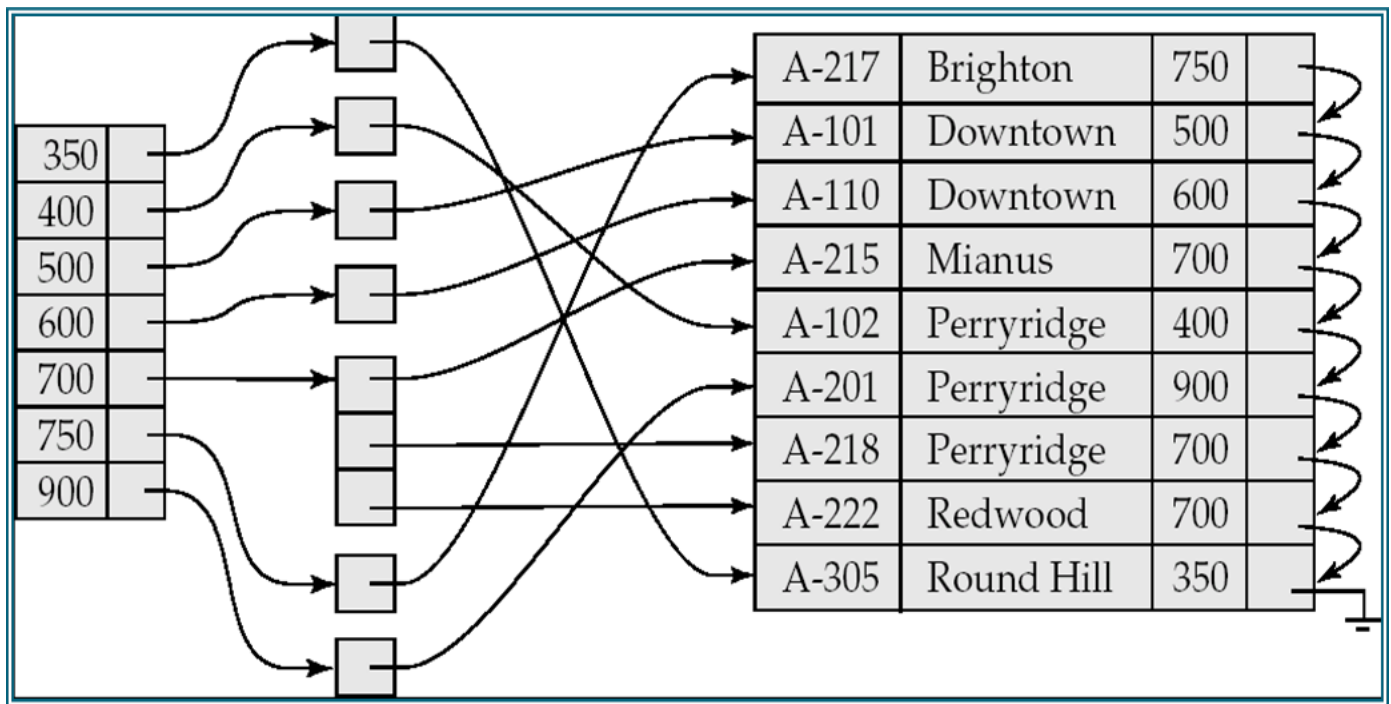 350
400
500
600
700
750
900
A-217 Brighton 750
A-101 Downtown 500
A-110 Downtown 600
A-215 Mianus 700
A-102 Perryridge 400
A-201 Perryridge 900
A-218 Perryridge 700
A-222 Redwood 700
A-305 Round Hill 350